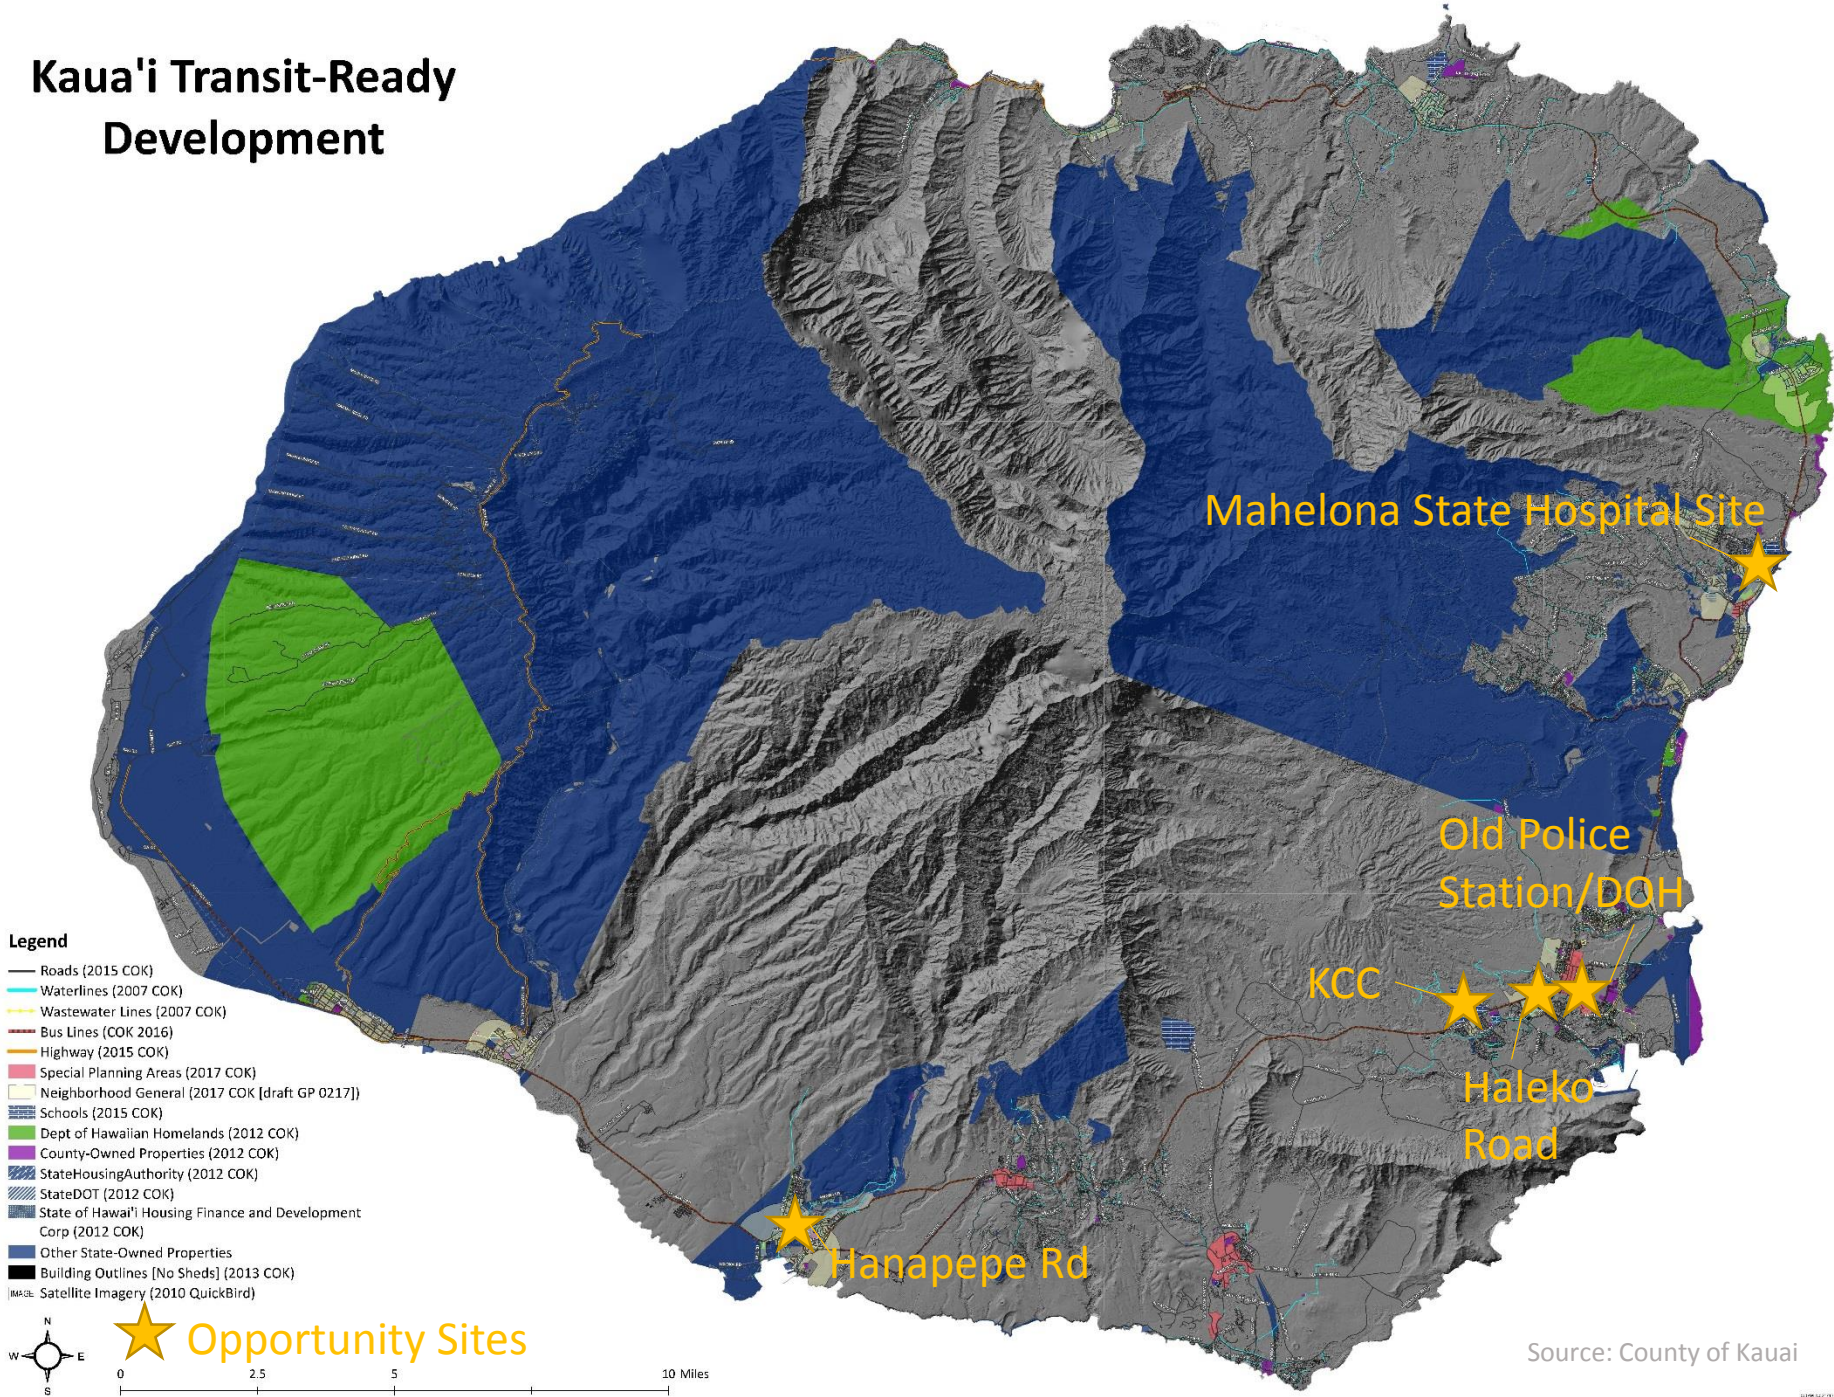 Kaua'i Transit-Ready
Development
Mahelona State Hospital Site
Old Police
Station/DOH
KCC
Haleko
Road
Hanapepe Rd
Legend
Roads (2015 COK)
Waterlines (2007 COK)
Wastewater Lines (2007 COK)
Bus Lines (COK 2016)
Highway (2015 COK)
Special Planning Areas (2017 COK)
Neighborhood General (2017 COK [draft GP 0217])
Schools (2015 COK)
Dept of Hawaiian Homelands (2012 COK)
County-Owned Properties (2012 COK)
StateHousingAuthority (2012 COK)
StateDOT (2012 COK)
State of Hawai'i Housing Finance and Development
Corp (2012 COK)
Other State-Owned Properties
Building Outlines [No Sheds] (2013 COK)
IMAGE Satellite Imagery (2010 QuickBird)
N
W E
S
Opportunity Sites
0 2.5 5 10 Miles
Source: County of Kauai